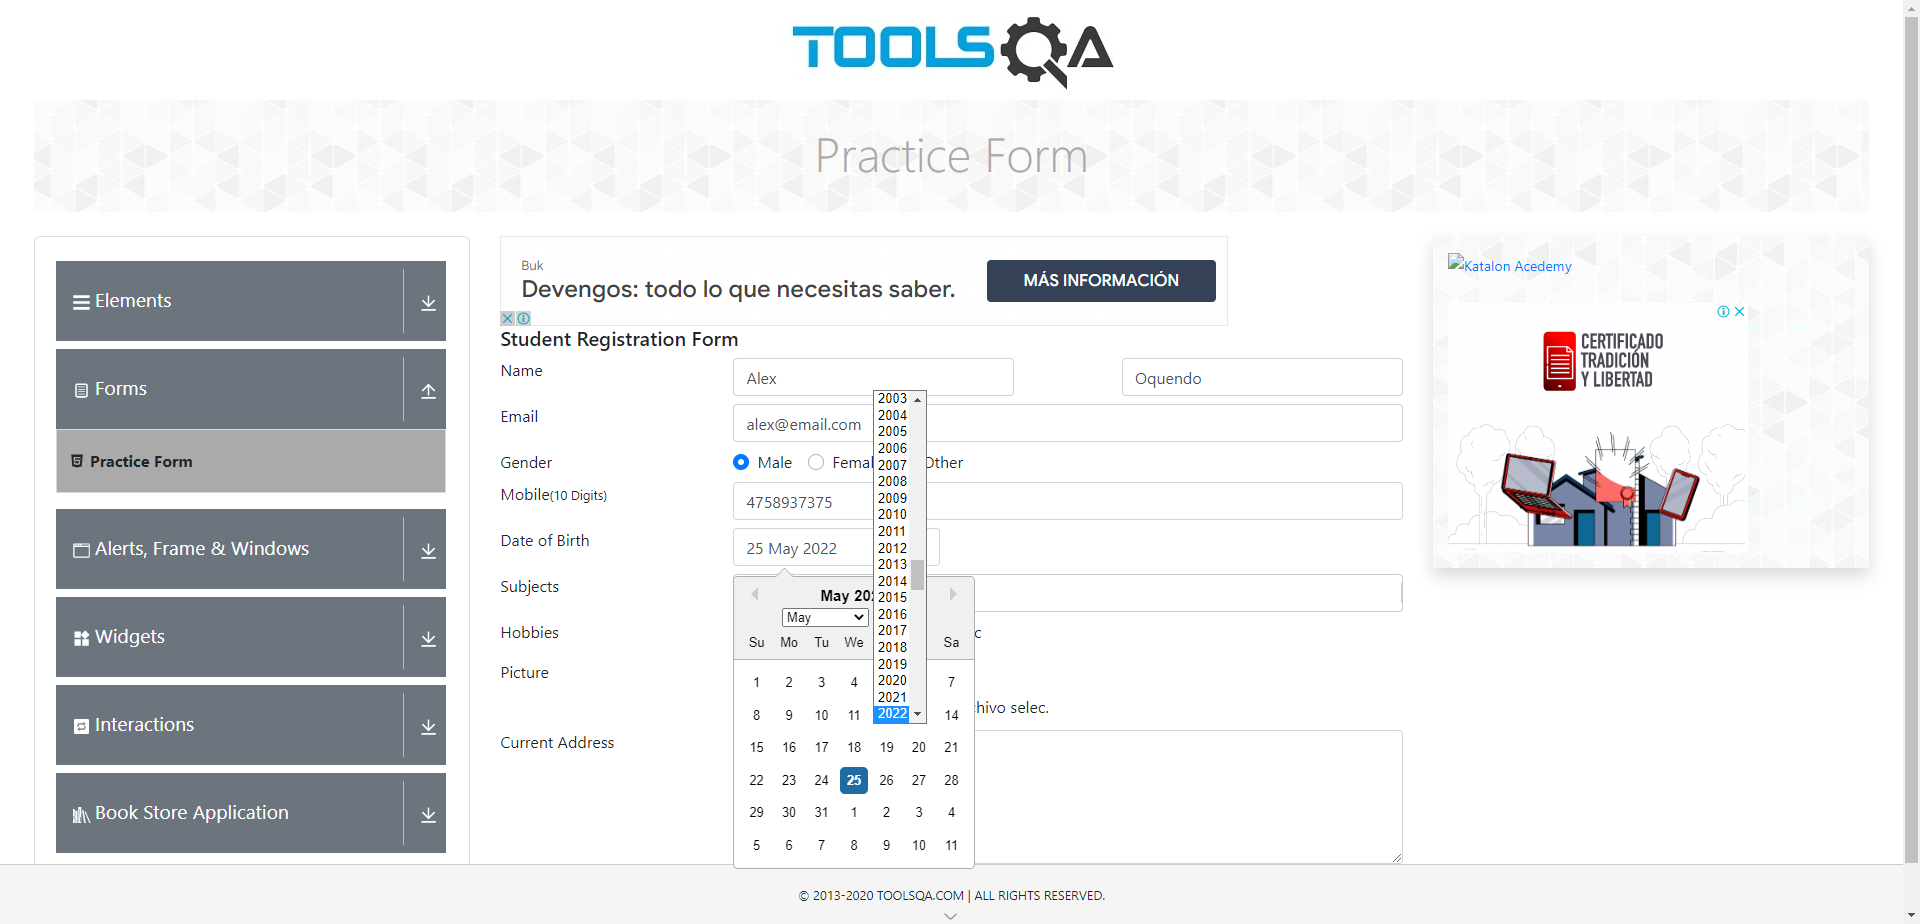 TOOLSQA
Practice Form
Elements
Forms
Practice Form
Alerts, Frame & Windows
Widgets
Interactions
Book Store Application
Buk
Devengos: todo lo que necesitas saber.
MÁS INFORMACIÓN
Student Registration Form
Name
Alex
Oquendo
Email
alex@email.com
Gender
Male
Femal
Other
Mobile(10 Digits)
4758937375
Date of Birth
25 May 2022
Subjects
Hobbies
c
Picture
hivo selec.
Current Address
2003
2004
2005
2006
2007
2008
2009
2010
2011
2012
2013
2014
2015
2016
2017
2018
2019
2020
2021
2022
May 202
May
Su Mo Tu We Sa
1 2 3 4 7
8 9 10 11 14
15 16 17 18 19 20 21
22 23 24 25 26 27 28
29 30 31 1 2 3 4
5 6 7 8 9 10 11
Katalon Acedemy
CERTIFICADO
TRADICIÓN
Y LIBERTAD
© 2013-2020 TOOLSQA.COM | ALL RIGHTS RESERVED.